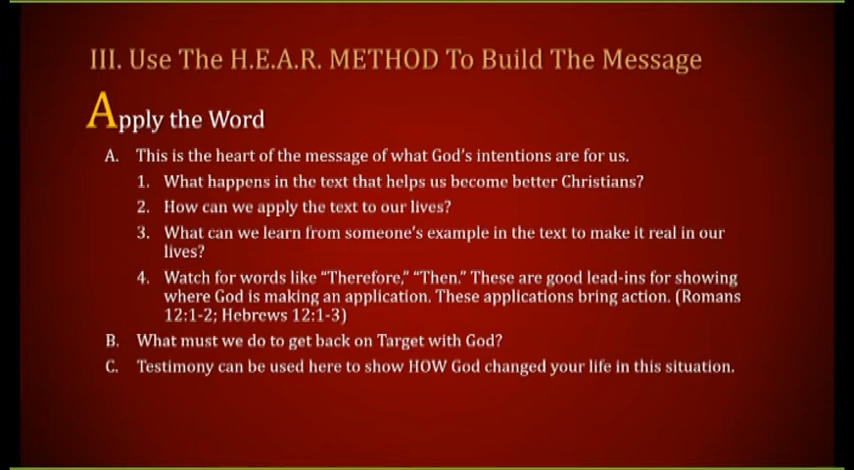 III. Use The H.E.A.R. METHOD To Build The Message
Apply the Word
A. This is the heart of the message of what God's intentions are for us.
1. What happens in the text that helps us become better Christians?
2. How can we apply the text to our lives?
3. What can we learn from someone's example in the text to make it real in our
lives?
4. Watch for words like “Therefore,” “Then.” These are good lead-ins for showing
where God is making an application. These applications bring action. (Romans
12:1-2; Hebrews 12:1-3)
B. What must we do to get back on Target with God?
C. Testimony can be used here to show HOW God changed your life in this situation.